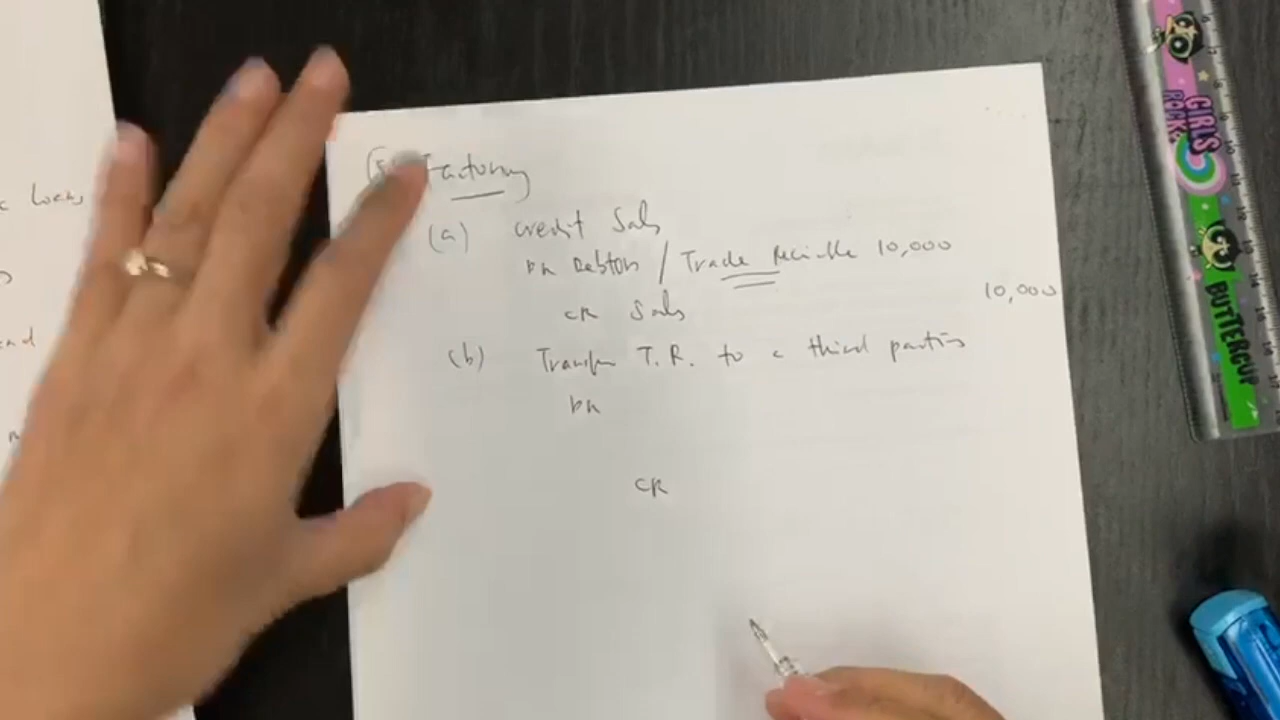 Factoring
(a) credit Sales
DR Debtors / Trade Receivable 10,000
CR Sales 10,000
(b) Transfer T.R. to a third parties
DR
CR
loans
GIRLS
ROCK
BUTTERCUP